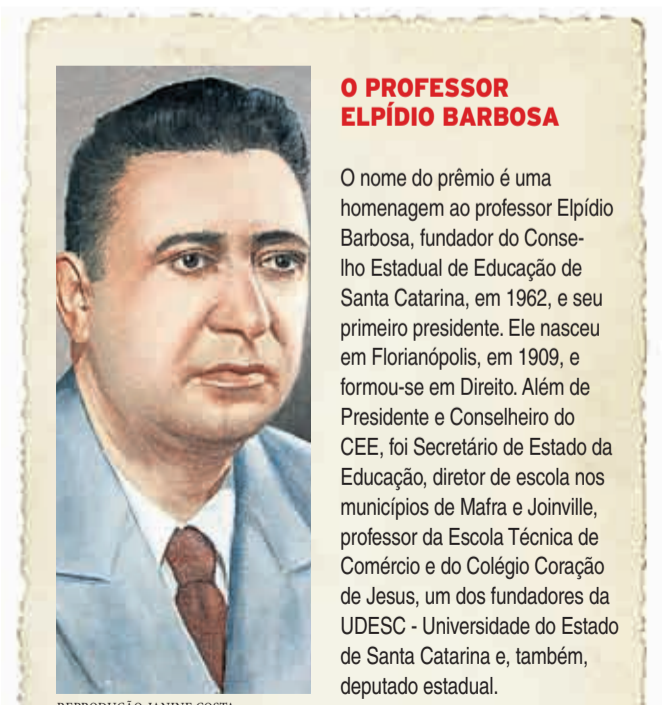 O PROFESSOR
ELPÍDIO BARBOSA
O nome do prêmio é uma
homenagem ao professor Elpídio
Barbosa, fundador do Conse-
lho Estadual de Educação de
Santa Catarina, em 1962, e seu
primeiro presidente. Ele nasceu
em Florianópolis, em 1909, e
formou-se em Direito. Além de
Presidente e Conselheiro do
CEE, foi Secretário de Estado da
Educação, diretor de escola nos
municípios de Mafra e Joinville,
professor da Escola Técnica de
Comércio e do Colégio Coração
de Jesus, um dos fundadores da
UDESC - Universidade do Estado
de Santa Catarina e, também,
deputado estadual.
REPRODUÇÃO JANINE COSTA